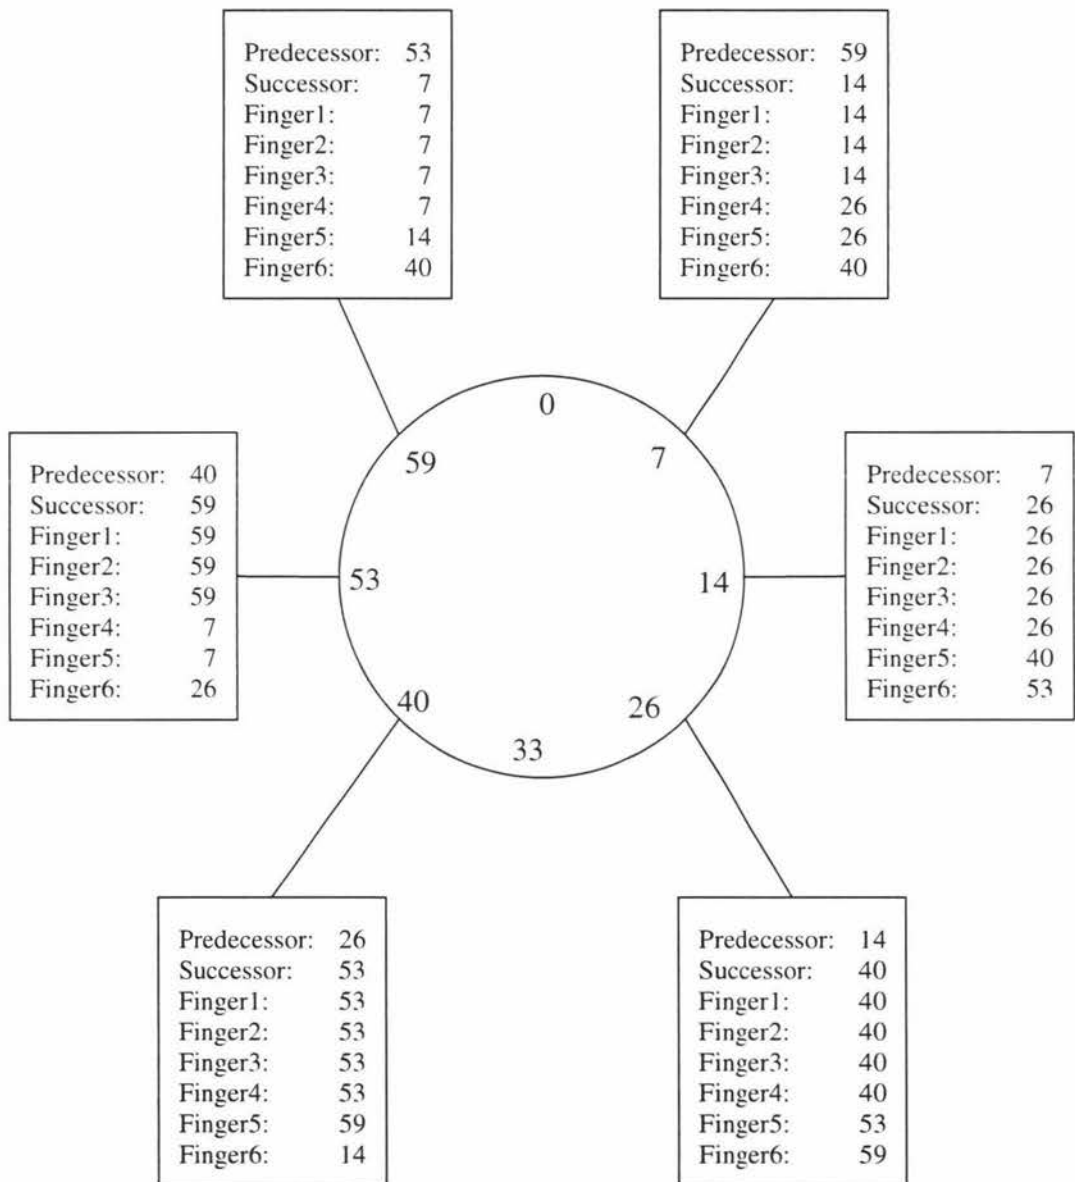 Predecessor: 53
Successor: 7
Finger1: 7
Finger2: 7
Finger3: 7
Finger4: 7
Finger5: 14
Finger6: 40
Predecessor: 59
Successor: 14
Finger1: 14
Finger2: 14
Finger3: 14
Finger4: 26
Finger5: 26
Finger6: 40
0
59
7
Predecessor: 40
Successor: 59
Finger1: 59
Finger2: 59
Finger3: 59
Finger4: 7
Finger5: 7
Finger6: 26
53
14
Predecessor: 7
Successor: 26
Finger1: 26
Finger2: 26
Finger3: 26
Finger4: 26
Finger5: 40
Finger6: 53
40
26
33
Predecessor: 26
Successor: 53
Finger1: 53
Finger2: 53
Finger3: 53
Finger4: 53
Finger5: 59
Finger6: 14
Predecessor: 14
Successor: 40
Finger1: 40
Finger2: 40
Finger3: 40
Finger4: 40
Finger5: 53
Finger6: 59